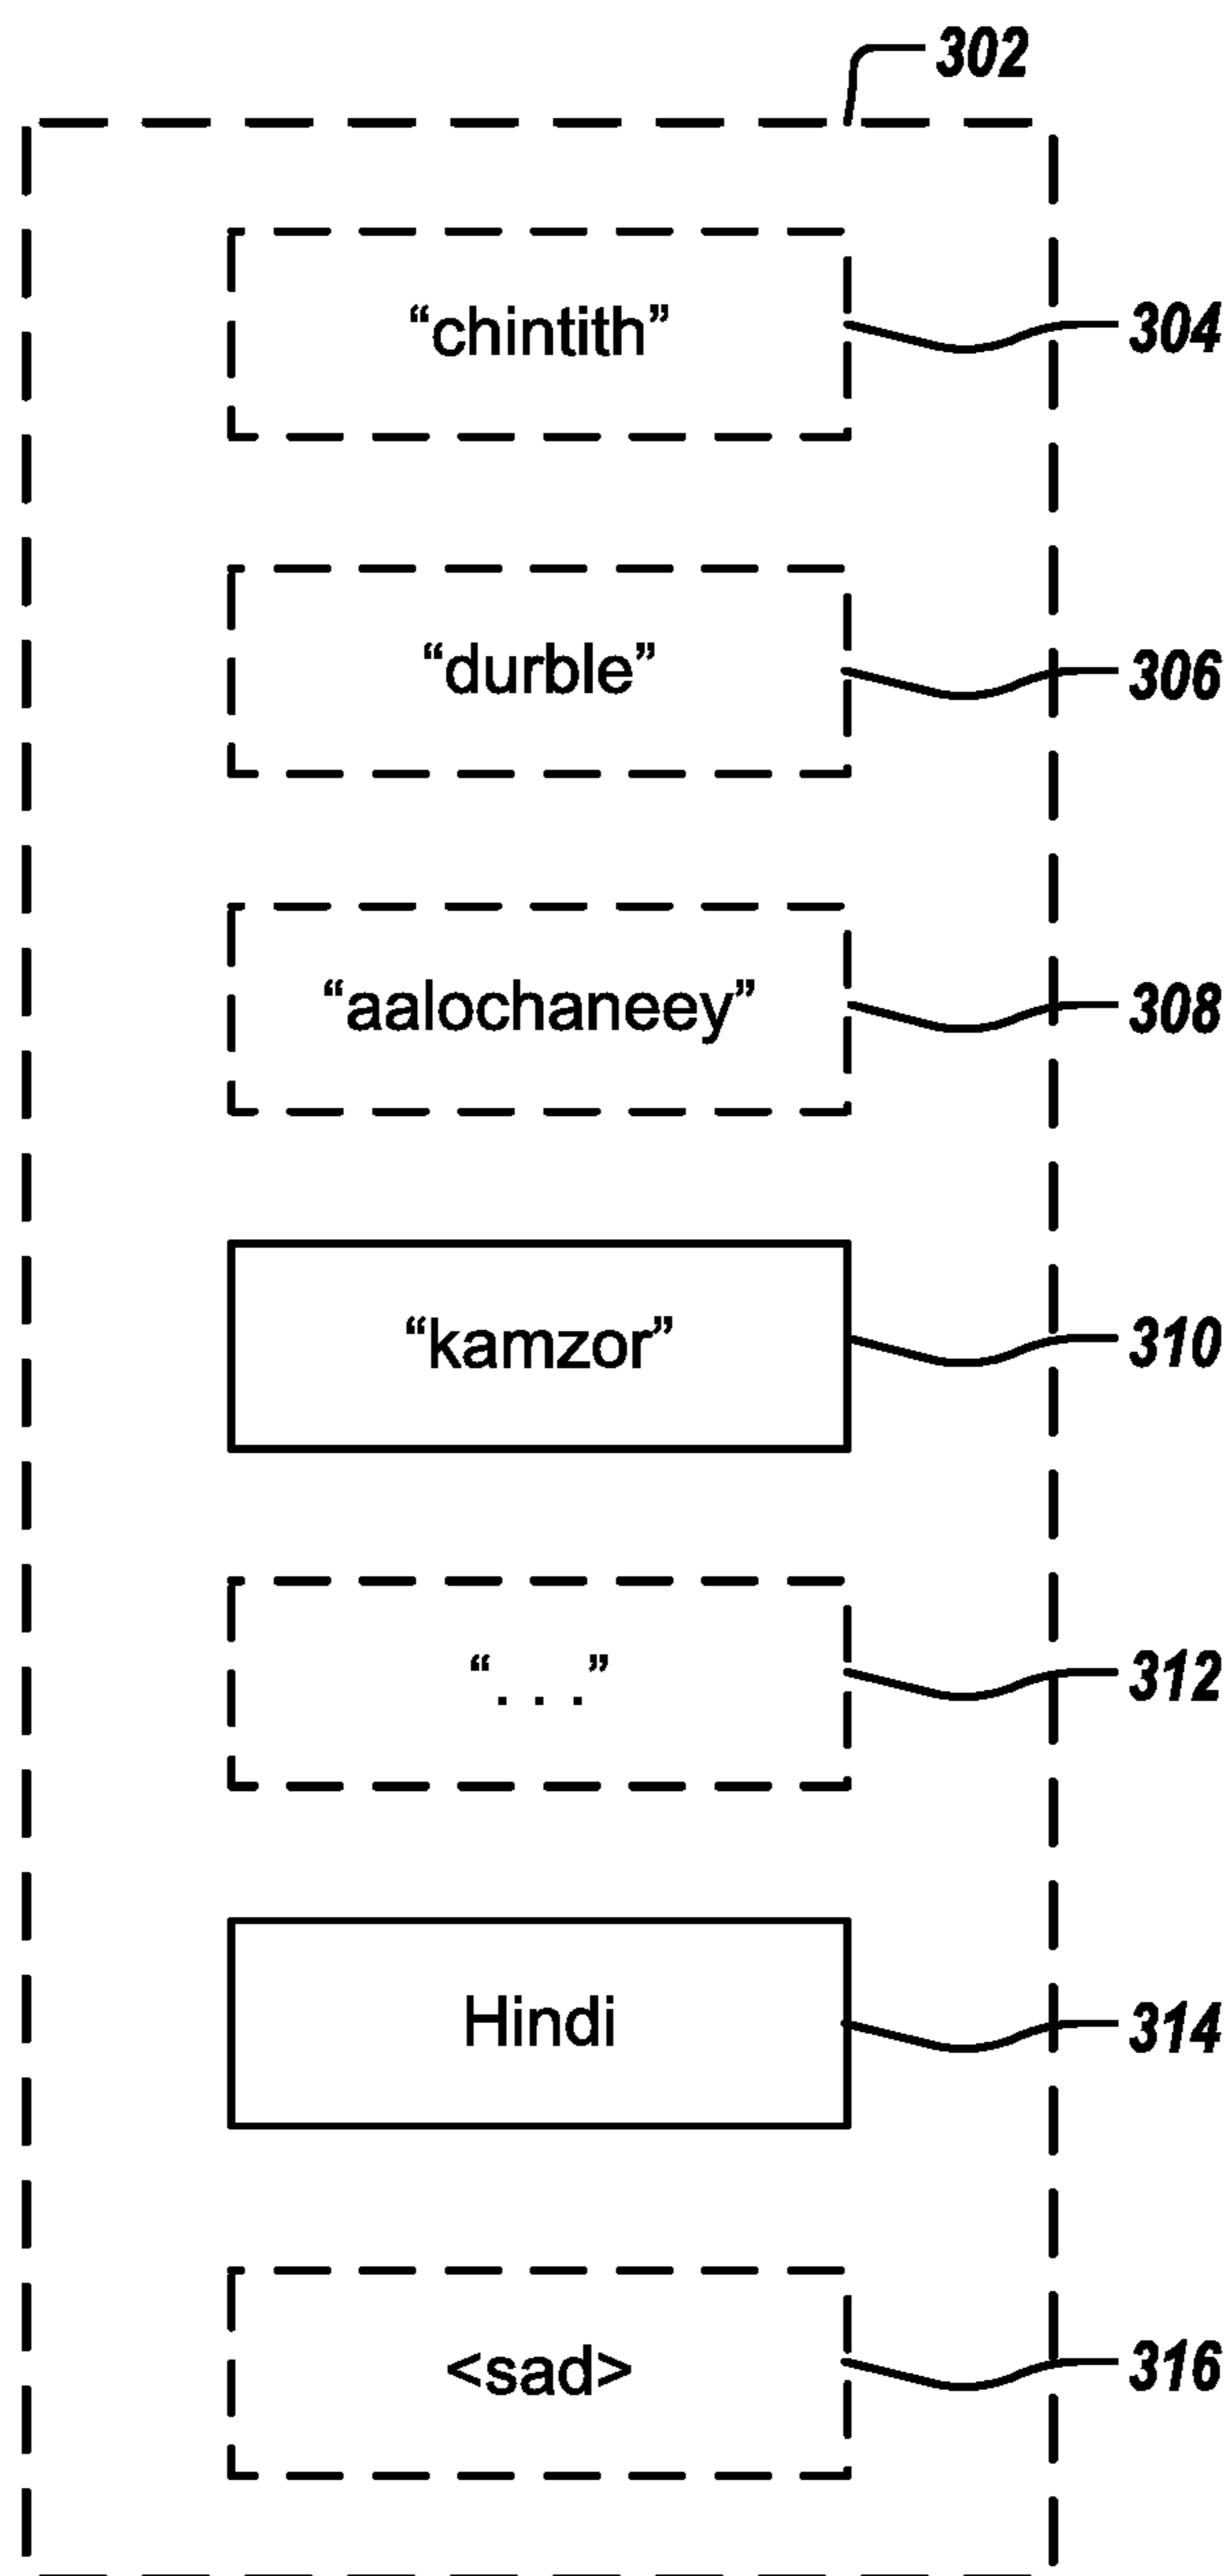 302
“chintith” 304
“durble” 306
“aalochaneey” 308
“kamzor” 310
“. . .” 312
Hindi 314
<sad> 316